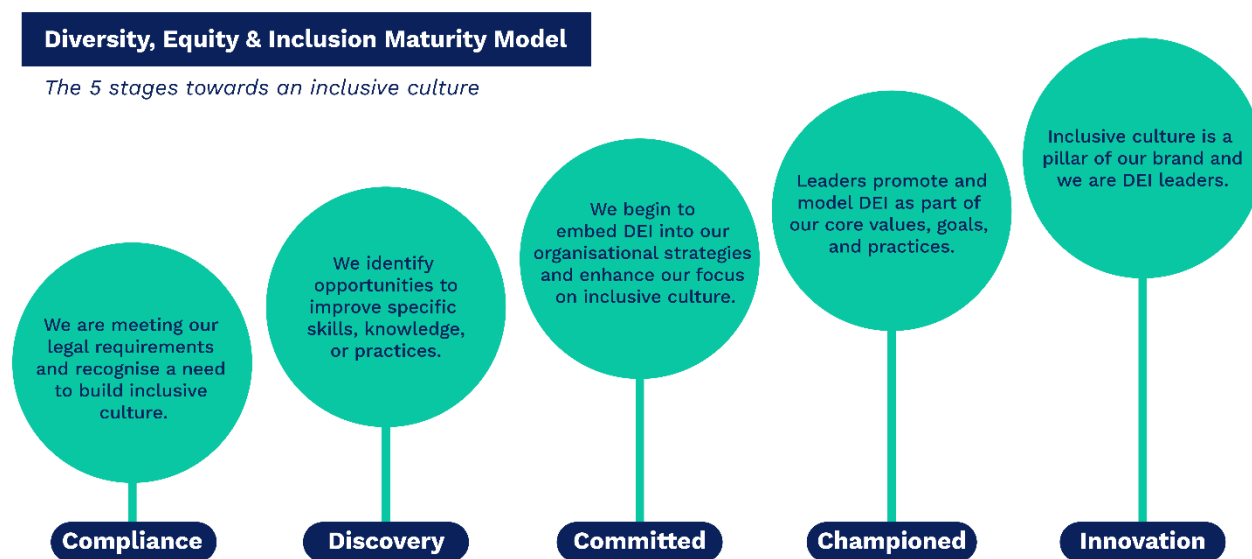 Diversity, Equity & Inclusion Maturity Model
The 5 stages towards an inclusive culture
We are meeting our
legal requirements
and recognise a need
to build inclusive
culture.
Compliance
We identify
opportunities to
improve specific
skills, knowledge,
or practices.
Discovery
We begin to
embed DEI into our
organisational strategies
and enhance our focus
on inclusive culture.
Committed
Leaders promote and
model DEI as part of
our core values, goals,
and practices.
Championed
Inclusive culture is a
pillar of our brand and
we are DEI leaders.
Innovation